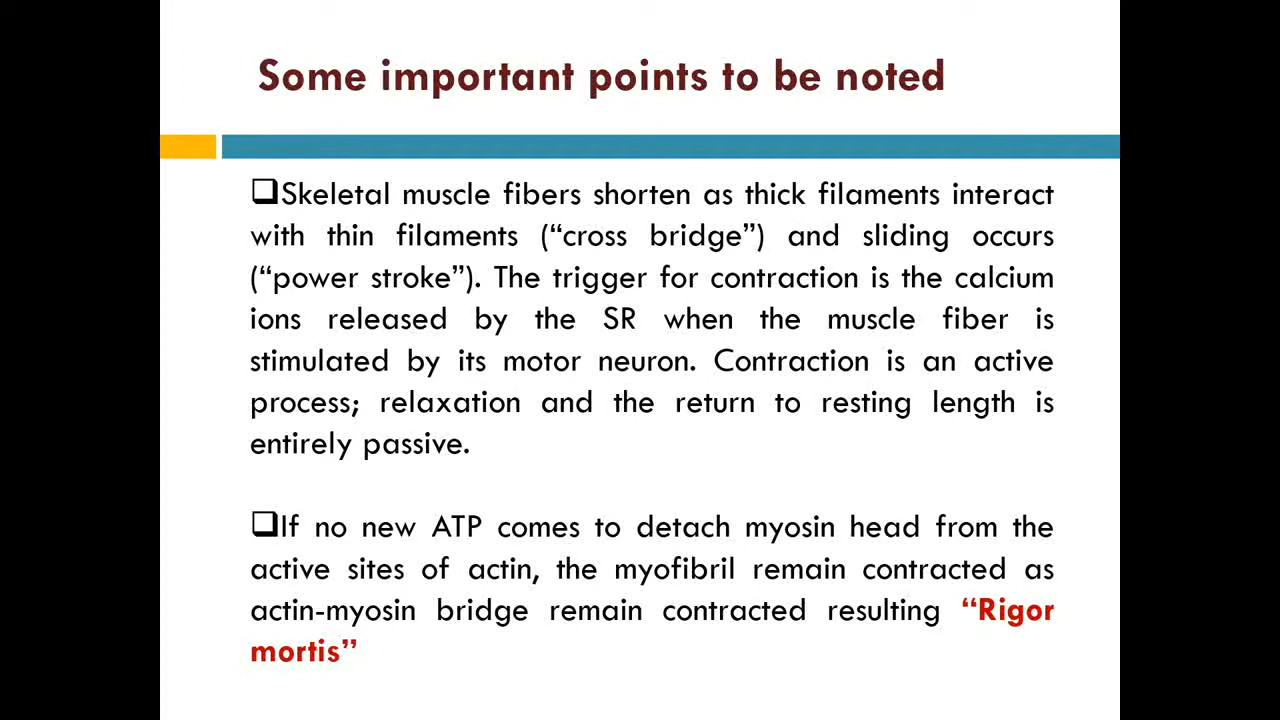 Some important points to be noted
❑Skeletal muscle fibers shorten as thick filaments interact
with thin filaments (“cross bridge”) and sliding occurs
(“power stroke”). The trigger for contraction is the calcium
ions released by the SR when the muscle fiber is
stimulated by its motor neuron. Contraction is an active
process; relaxation and the return to resting length is
entirely passive.
❑If no new ATP comes to detach myosin head from the
active sites of actin, the myofibril remain contracted as
actin-myosin bridge remain contracted resulting “Rigor
mortis”